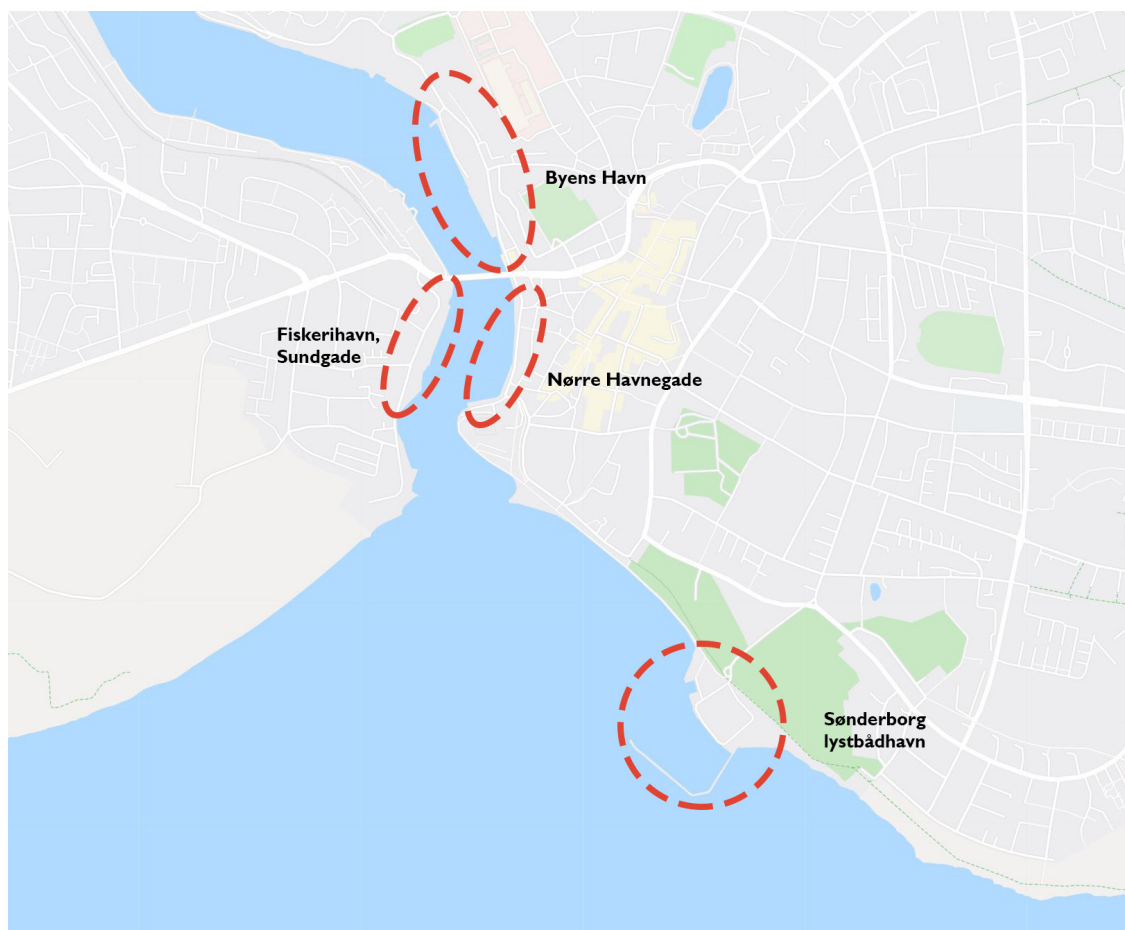 Byens Havn
Fiskerihavn,
Sundgade
Nørre Havnegade
Sønderborg
lystbådhavn